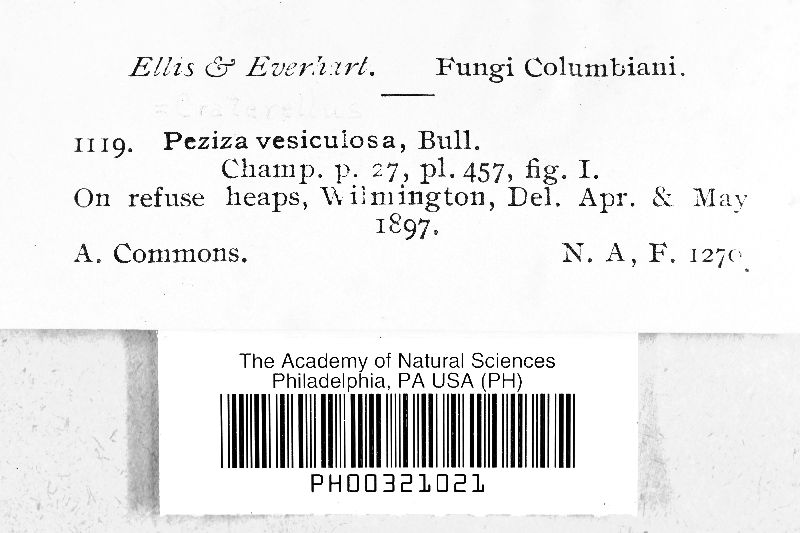 Ellis & Everhart. Fungi Columbiani.
1119. Peziza vesiculosa, Bull.
Champ. p. 27, pl. 457, fig. I.
On refuse heaps, Wilmington, Del. Apr. & May
1897.
A. Commons. N. A, F. 1270.
The Academy of Natural Sciences
Philadelphia, PA USA (PH)
PH00321021